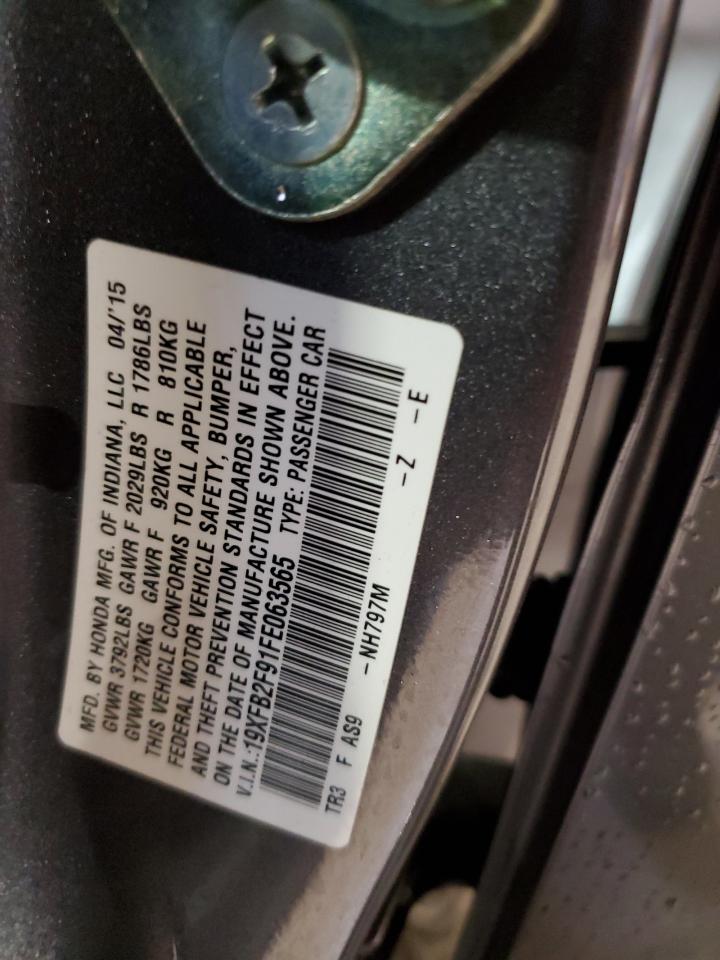 MFD. BY HONDA MFG. OF INDIANA, LLC 04/'15
GVWR 3792LBS GAWR F 2029LBS R 1786LBS
GVWR 1720KG GAWR F 920KG R 810KG
THIS VEHICLE CONFORMS TO ALL APPLICABLE
FEDERAL MOTOR VEHICLE SAFETY, BUMPER,
AND THEFT PREVENTION STANDARDS IN EFFECT
ON THE DATE OF MANUFACTURE SHOWN ABOVE.
V.I.N.:19XFB2F91FE063565 TYPE: PASSENGER CAR
TR3 F AS9 -NH797M -Z -E